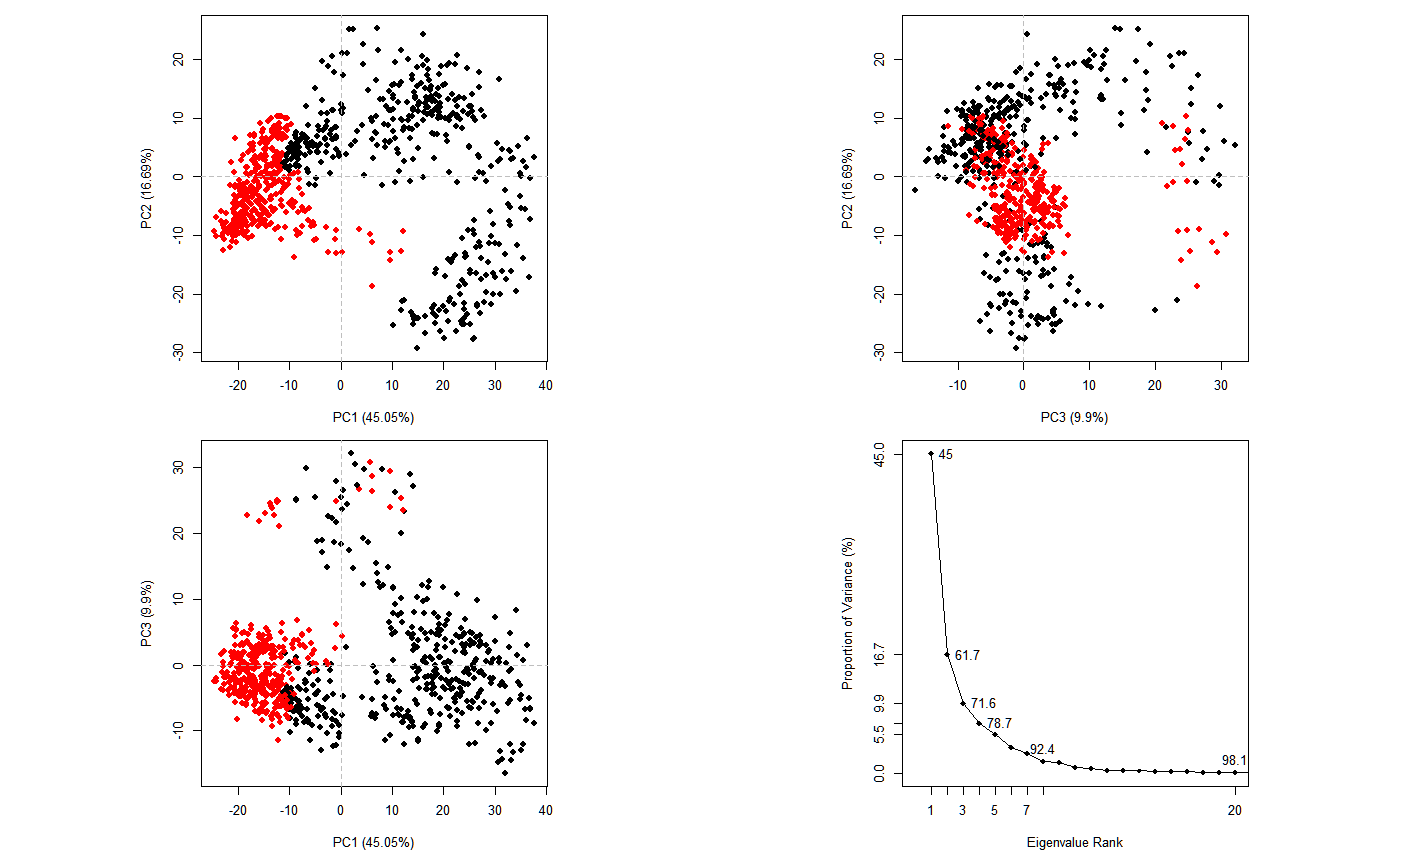 20
10
0
-10
-20
-30
PC2 (16.69%)
-20 -10 0 10 20 30 40
PC1 (45.05%)
20
10
0
-10
-20
-30
PC2 (16.69%)
-10 0 10 20 30
PC3 (9.9%)
30
20
10
0
-10
PC3 (9.9%)
-20 -10 0 10 20 30 40
PC1 (45.05%)
45.0
16.7
9.9
5.5
0.0
Proportion of Variance (%)
45
61.7
71.6
78.7
92.4
98.1
1 3 5 7 20
Eigenvalue Rank